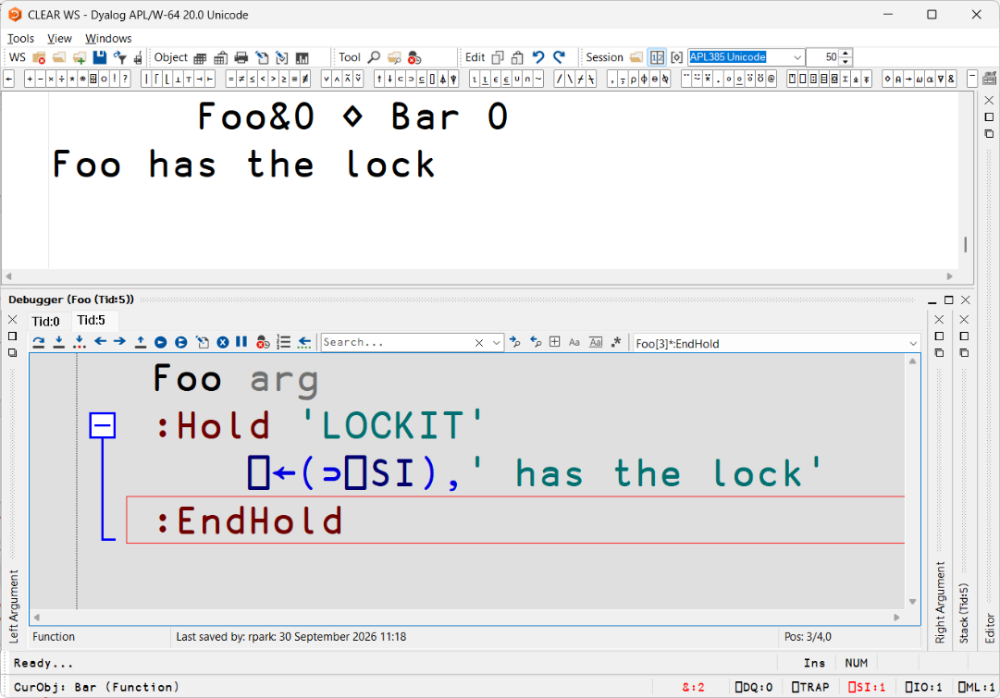 CLEAR WS - Dyalog APL/W-64 20.0 Unicode
Tools View Windows
WS Object Tool Edit Session APL385 Unicode 50
Foo&0 ⋄ Bar 0
Foo has the lock
Debugger (Foo (Tid:5))
Tid:0 Tid:5
Search... Aa Aa Foo[3]*:EndHold
Foo arg
:Hold 'LOCKIT'
⎕←(⊃⎕SI),' has the lock'
:EndHold
Left Argument
Right Argument
Stack (Tid:5)
Editor
Function Last saved by: rpark: 30 September 2026 11:18 Pos: 3/4,0
Ready... Ins NUM
CurObj: Bar (Function) &:2 ⎕DQ:0 ⎕TRAP ⎕SI:1 ⎕IO:1 ⎕ML:1